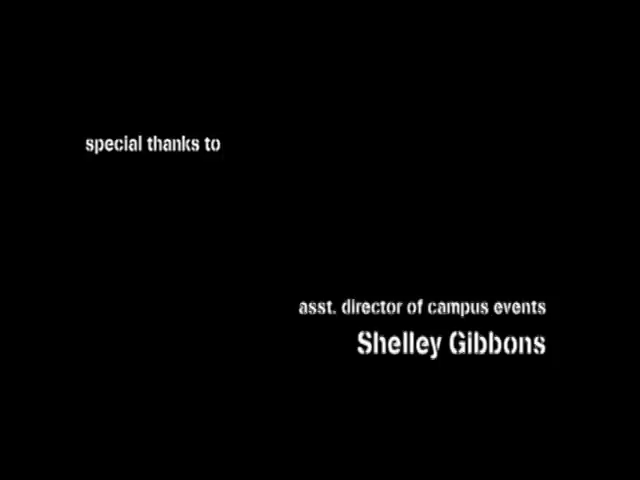 special thanks to
asst. director of campus events
Shelley Gibbons